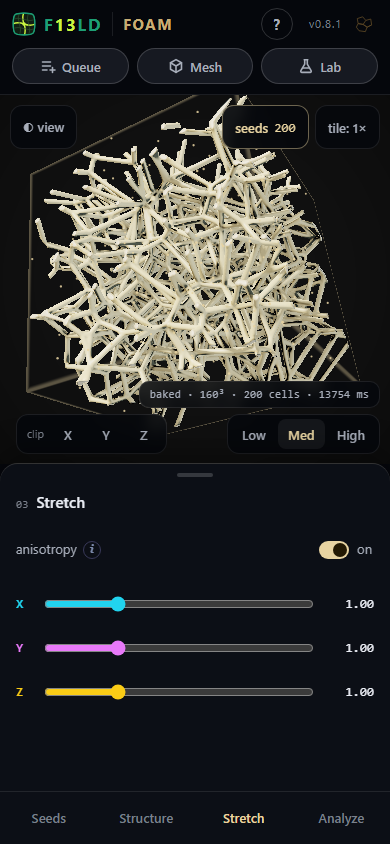 F13LD FOAM ? v0.8.1
Queue Mesh Lab
view seeds 200 tile: 1×
baked · 160³ · 200 cells · 13754 ms
clip X Y Z Low Med High
03 Stretch
anisotropy i on
X 1.00
Y 1.00
Z 1.00
Seeds Structure Stretch Analyze